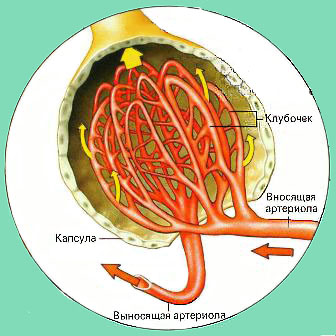 Клубочек
Вносящая
артериола
Капсула
Выносящая артериола